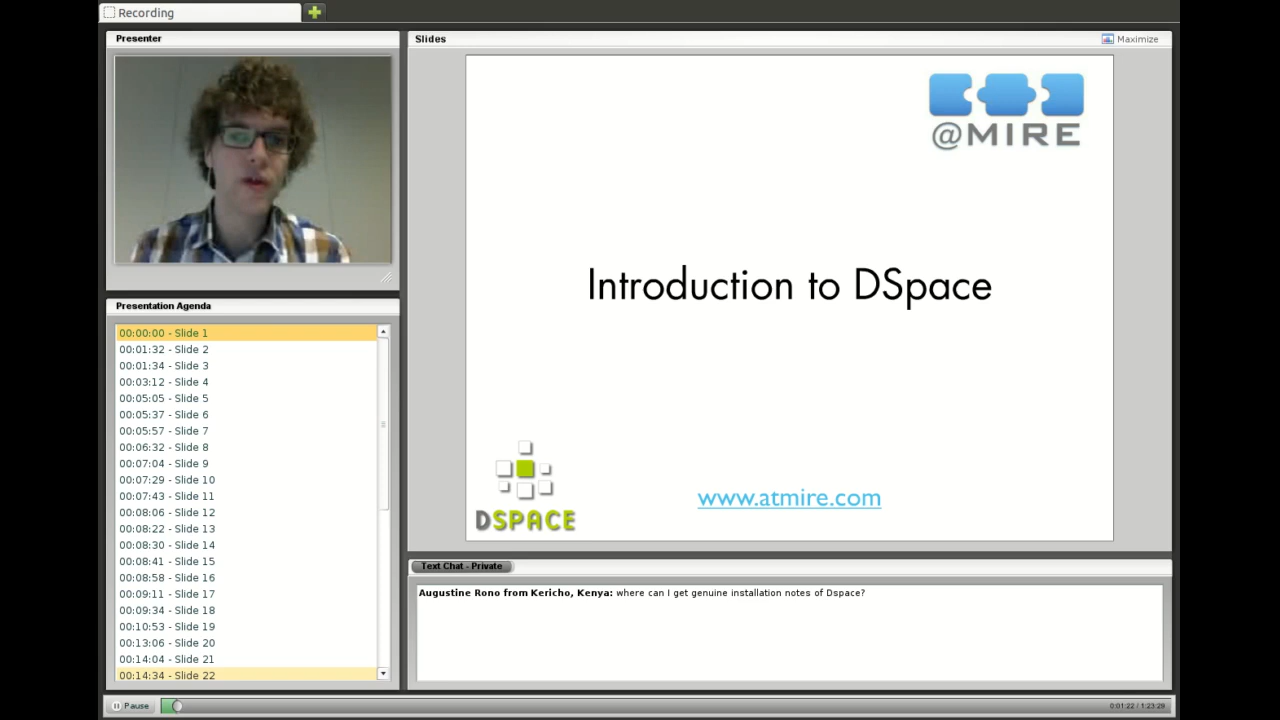 Recording
Presenter
Slides
Maximize
@MIRE
Introduction to DSpace
DSPACE
www.atmire.com
Presentation Agenda
00:00:00 - Slide 1
00:01:32 - Slide 2
00:01:34 - Slide 3
00:03:12 - Slide 4
00:05:05 - Slide 5
00:05:37 - Slide 6
00:05:57 - Slide 7
00:06:32 - Slide 8
00:07:04 - Slide 9
00:07:29 - Slide 10
00:07:43 - Slide 11
00:08:06 - Slide 12
00:08:22 - Slide 13
00:08:30 - Slide 14
00:08:41 - Slide 15
00:08:58 - Slide 16
00:09:11 - Slide 17
00:09:34 - Slide 18
00:10:53 - Slide 19
00:13:06 - Slide 20
00:14:04 - Slide 21
00:14:34 - Slide 22
Text Chat - Private
Augustine Rono from Kericho, Kenya: where can I get genuine installation notes of Dspace?
Pause
0:01:22 / 1:23:29